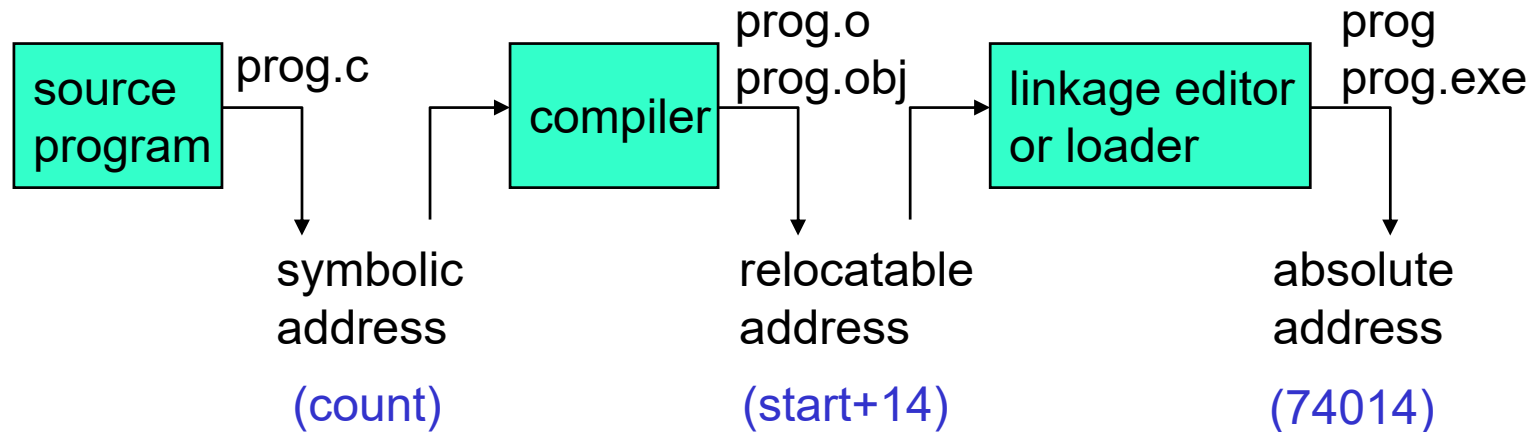 source
program
prog.c
compiler
prog.o
prog.obj
linkage editor
or loader
prog
prog.exe
symbolic
address
(count)
relocatable
address
(start+14)
absolute
address
(74014)